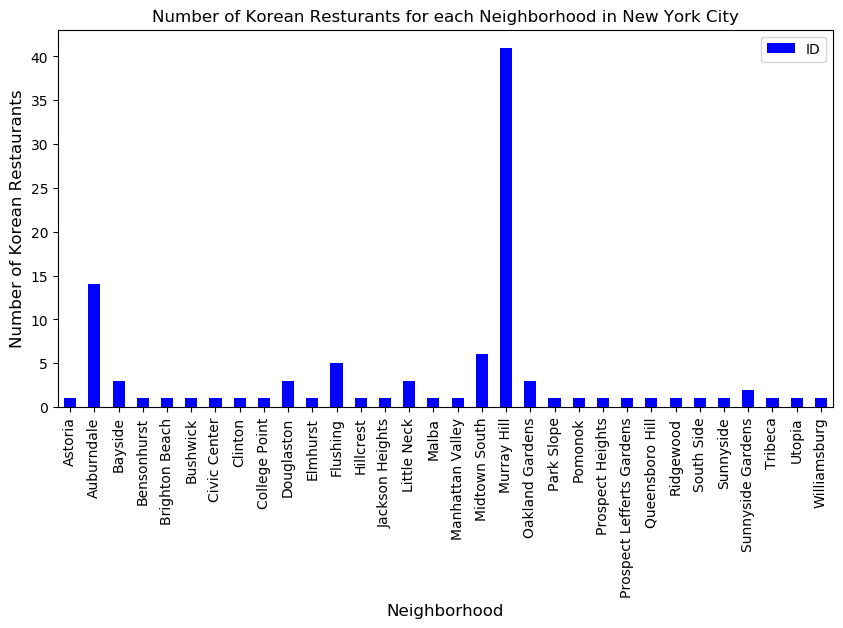 Number of Korean Resturants for each Neighborhood in New York City
ID
Number of Korean Restaurants
40
35
30
25
20
15
10
5
0
Astoria
Auburndale
Bayside
Bensonhurst
Brighton Beach
Bushwick
Civic Center
Clinton
College Point
Douglaston
Elmhurst
Flushing
Hillcrest
Jackson Heights
Little Neck
Malba
Manhattan Valley
Midtown South
Murray Hill
Oakland Gardens
Park Slope
Pomonok
Prospect Heights
Prospect Lefferts Gardens
Queensboro Hill
Ridgewood
South Side
Sunnyside
Sunnyside Gardens
Tribeca
Utopia
Williamsburg
Neighborhood